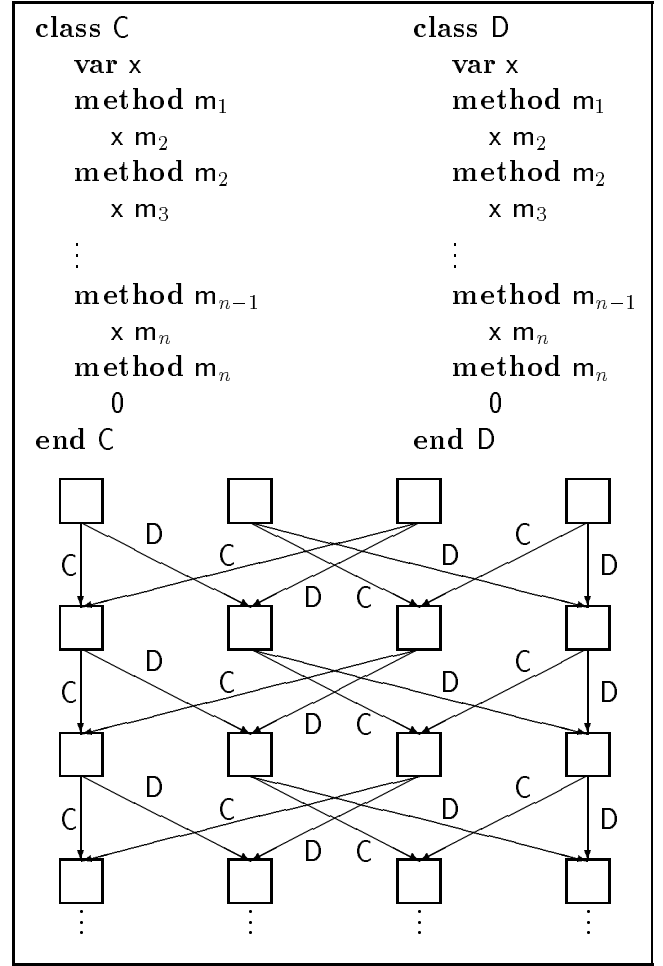 class C
var x
method m₁
x m₂
method m₂
x m₃
⋮
method mₙ₋₁
x mₙ
method mₙ
0
end C
class D
var x
method m₁
x m₂
method m₂
x m₃
⋮
method mₙ₋₁
x mₙ
method mₙ
0
end D
D C
C C D D
D C
D C
C C D D
D C
D C
C C D D
D C
⋮ ⋮ ⋮ ⋮